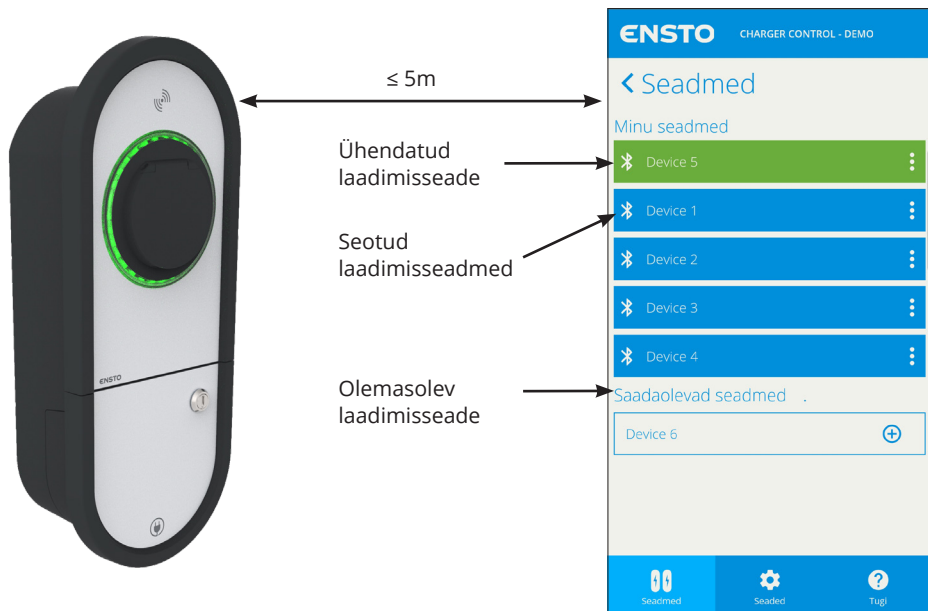 ENSTO
≤ 5m
Ühendatud
laadimisseade
Seotud
laadimisseadmed
Olemasolev
laadimisseade
ENSTO CHARGER CONTROL - DEMO
Seadmed
Minu seadmed
Device 5
Device 1
Device 2
Device 3
Device 4
Saadaolevad seadmed .
Device 6
Seadmed Seaded Tugi